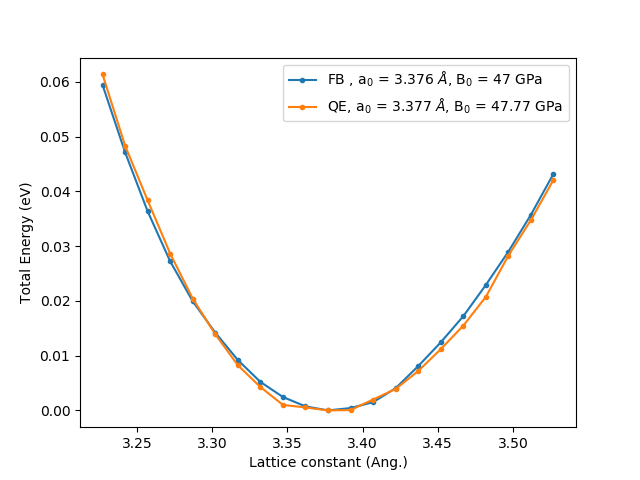 FB , a₀ = 3.376 Å, B₀ = 47 GPa
QE, a₀ = 3.377 Å, B₀ = 47.77 GPa
0.06
0.05
0.04
0.03
0.02
0.01
0.00
Total Energy (eV)
3.25 3.30 3.35 3.40 3.45 3.50
Lattice constant (Ang.)